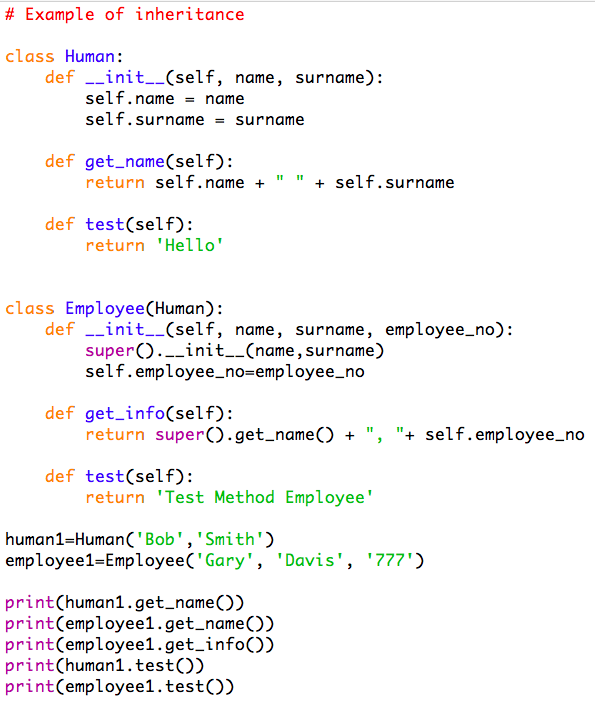 # Example of inheritance

class Human:
    def __init__(self, name, surname):
        self.name = name
        self.surname = surname

    def get_name(self):
        return self.name + " " + self.surname

    def test(self):
        return 'Hello'


class Employee(Human):
    def __init__(self, name, surname, employee_no):
        super().__init__(name,surname)
        self.employee_no=employee_no

    def get_info(self):
        return super().get_name() + ", "+ self.employee_no

    def test(self):
        return 'Test Method Employee'

human1=Human('Bob','Smith')
employee1=Employee('Gary', 'Davis', '777')

print(human1.get_name())
print(employee1.get_name())
print(employee1.get_info())
print(human1.test())
print(employee1.test())